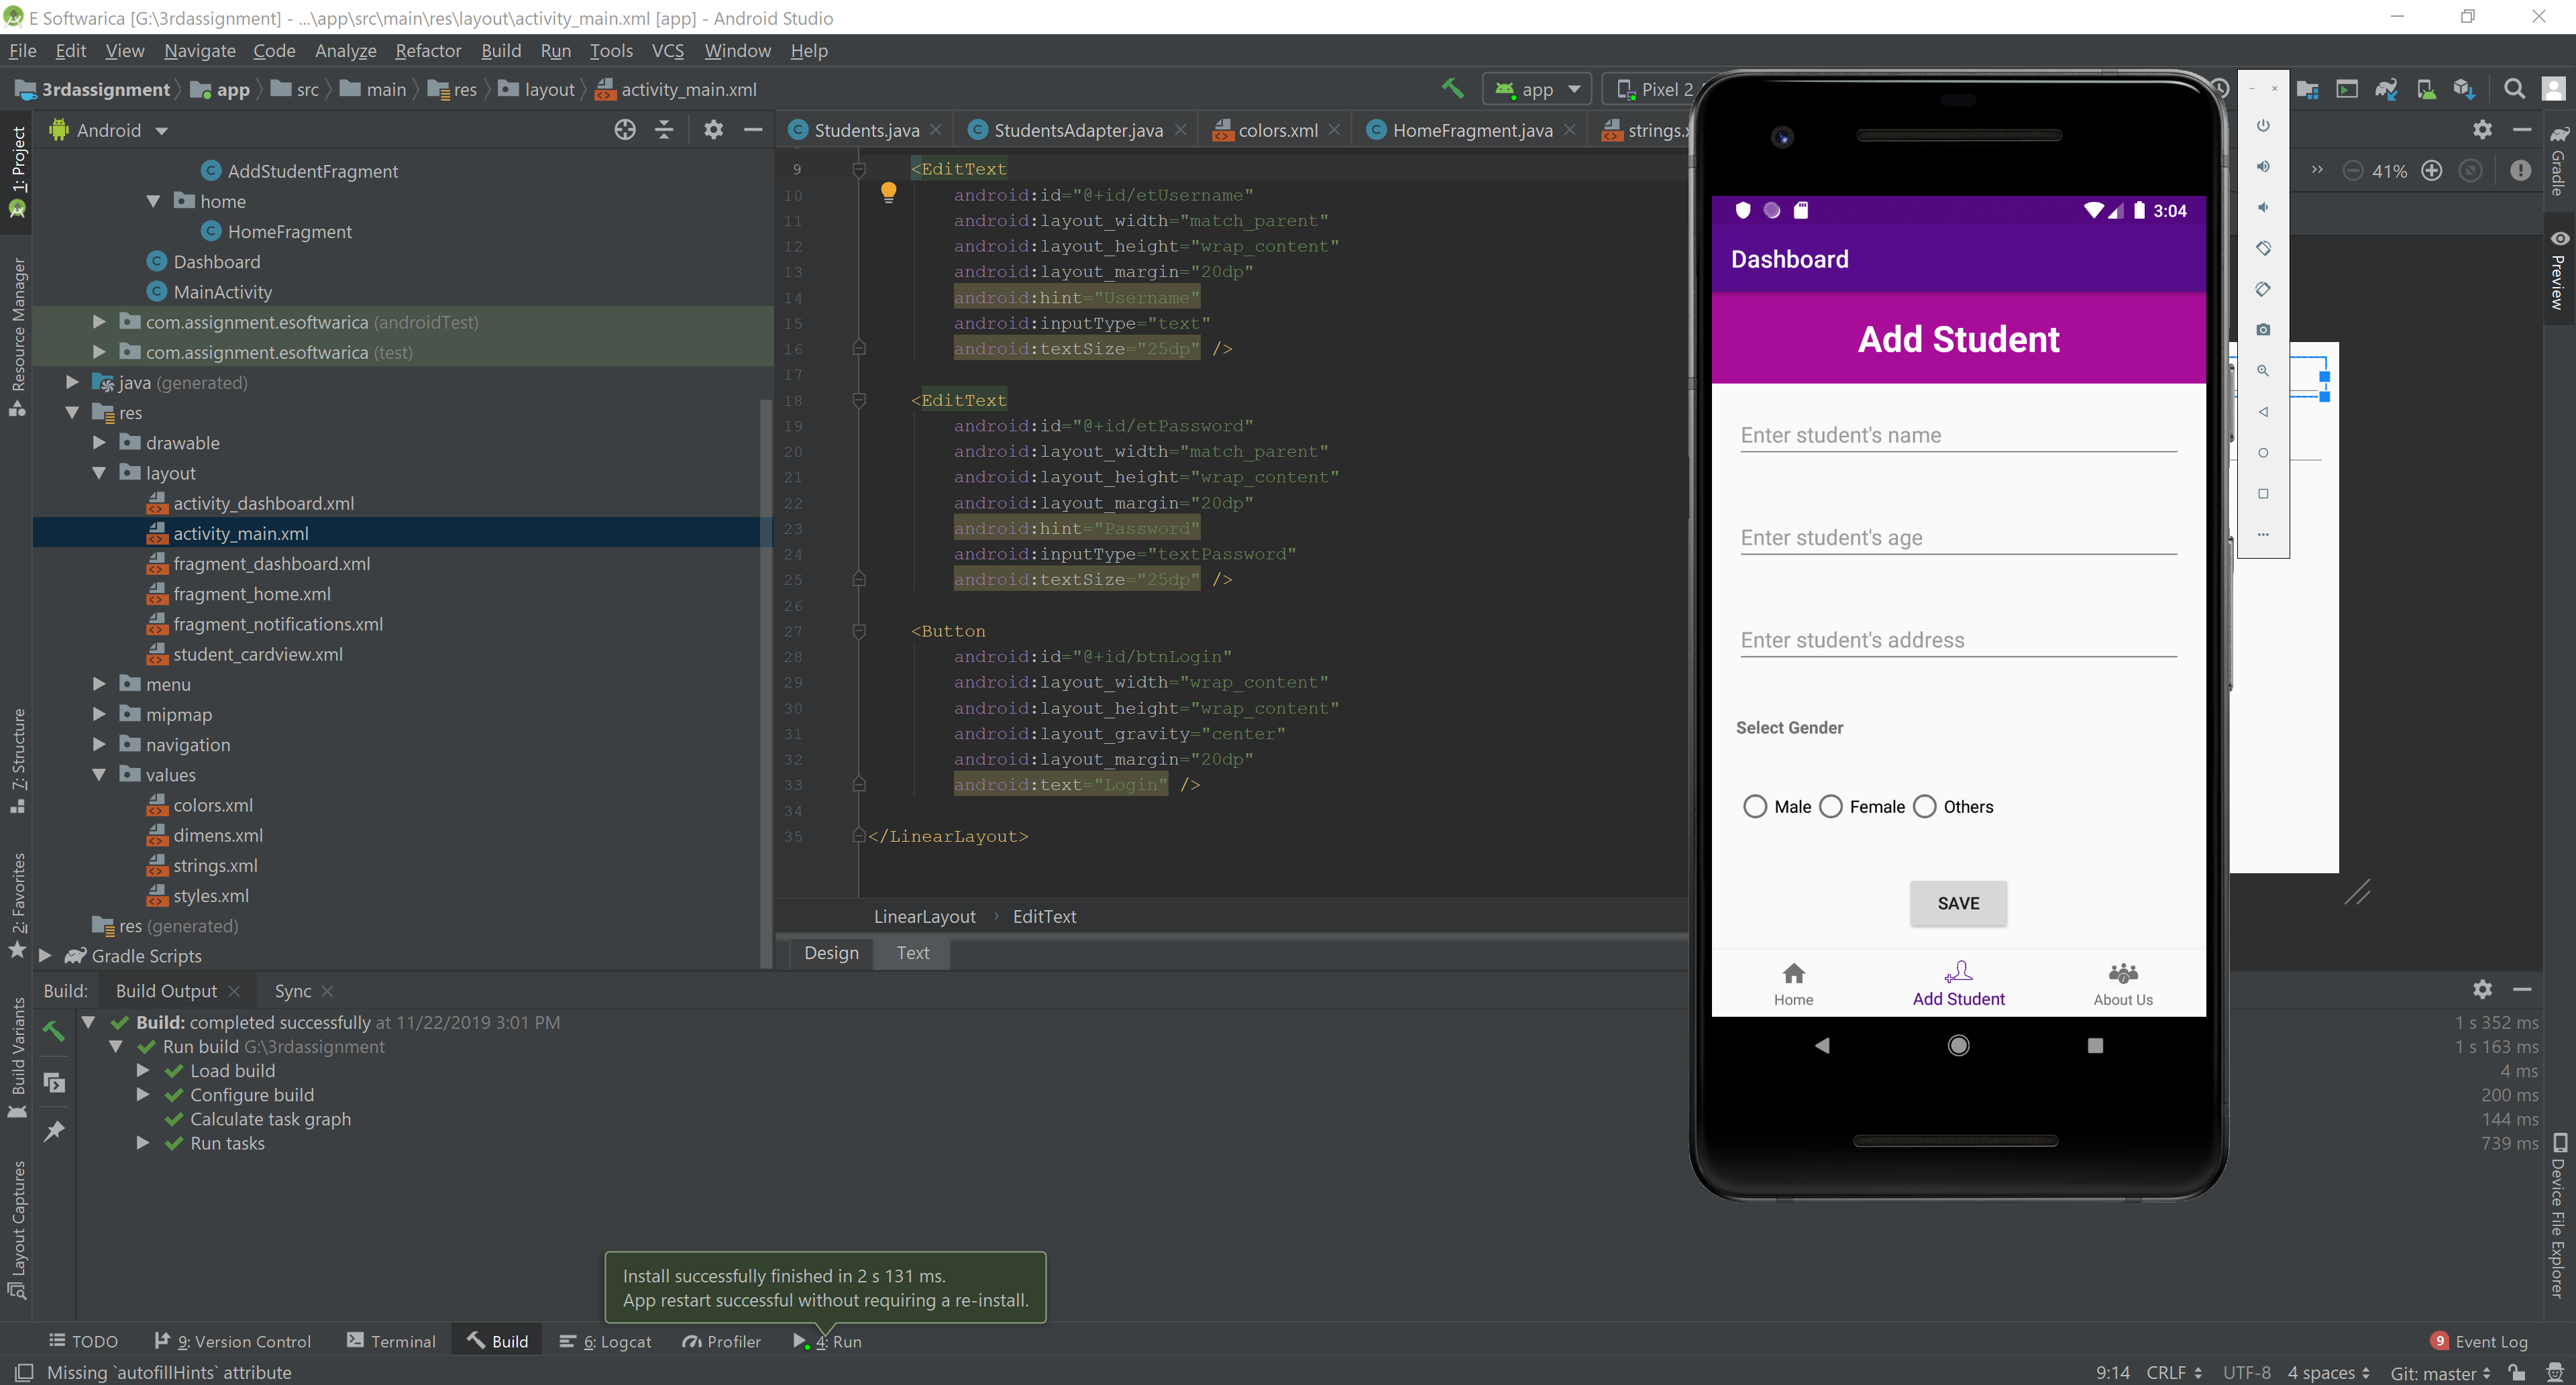 E Softwarica [G:\3rdassignment] - ...\app\src\main\res\layout\activity_main.xml [app] - Android Studio
File Edit View Navigate Code Analyze Refactor Build Run Tools VCS Window Help
3rdassignment app src main res layout activity_main.xml
app
Pixel 2
1: Project
Resource Manager
7: Structure
2: Favorites
Build Variants
Layout Captures
Android
AddStudentFragment
home
HomeFragment
Dashboard
MainActivity
com.assignment.esoftwarica (androidTest)
com.assignment.esoftwarica (test)
java (generated)
res
drawable
layout
activity_dashboard.xml
activity_main.xml
fragment_dashboard.xml
fragment_home.xml
fragment_notifications.xml
student_cardview.xml
menu
mipmap
navigation
values
colors.xml
dimens.xml
strings.xml
styles.xml
res (generated)
Gradle Scripts
Students.java StudentsAdapter.java colors.xml HomeFragment.java strings.x
9 <EditText
10 android:id="@+id/etUsername"
11 android:layout_width="match_parent"
12 android:layout_height="wrap_content"
13 android:layout_margin="20dp"
14 android:hint="Username"
15 android:inputType="text"
16 android:textSize="25dp" />
17
18 <EditText
19 android:id="@+id/etPassword"
20 android:layout_width="match_parent"
21 android:layout_height="wrap_content"
22 android:layout_margin="20dp"
23 android:hint="Password"
24 android:inputType="textPassword"
25 android:textSize="25dp" />
26
27 <Button
28 android:id="@+id/btnLogin"
29 android:layout_width="wrap_content"
30 android:layout_height="wrap_content"
31 android:layout_gravity="center"
32 android:layout_margin="20dp"
33 android:text="Login" />
34
35 </LinearLayout>
LinearLayout › EditText
Design Text
3:04
Dashboard
Add Student
Enter student's name
Enter student's age
Enter student's address
Select Gender
Male Female Others
SAVE
Home Add Student About Us
41%
Gradle
Preview
Device File Explorer
Build: Build Output Sync
Build: completed successfully at 11/22/2019 3:01 PM 1 s 352 ms
Run build G:\3rdassignment 1 s 163 ms
Load build 4 ms
Configure build 200 ms
Calculate task graph 144 ms
Run tasks 739 ms
Install successfully finished in 2 s 131 ms.
App restart successful without requiring a re-install.
TODO 9: Version Control Terminal Build 6: Logcat Profiler 4: Run 9 Event Log
Missing `autofillHints` attribute 9:14 CRLF UTF-8 4 spaces Git: master